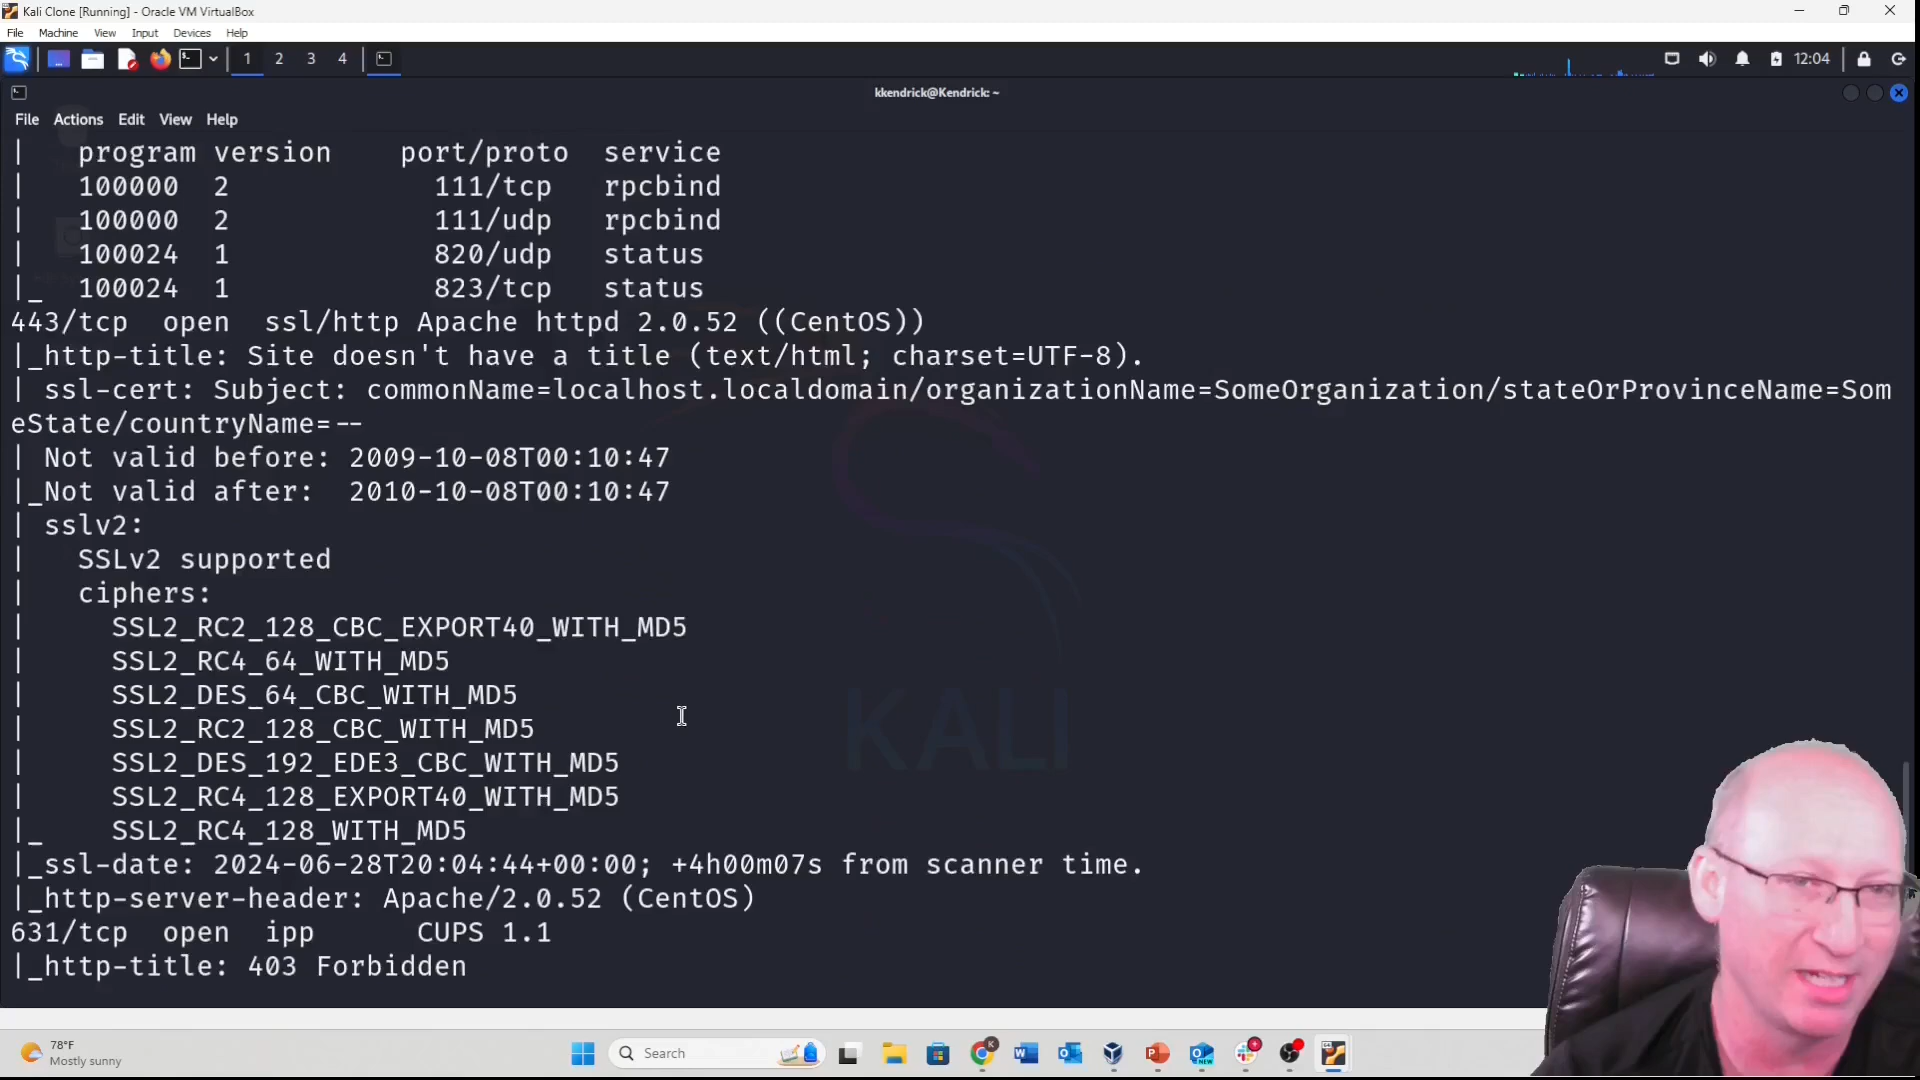 Kali Clone [Running] - Oracle VM VirtualBox
File Machine View Input Devices Help
1 2 3 4
12:04
kkendrick@Kendrick: ~
File Actions Edit View Help
|   program version    port/proto  service
|   100000  2            111/tcp   rpcbind
|   100000  2            111/udp   rpcbind
|   100024  1            820/udp   status
|_  100024  1            823/tcp   status
443/tcp  open  ssl/http Apache httpd 2.0.52 ((CentOS))
|_http-title: Site doesn't have a title (text/html; charset=UTF-8).
| ssl-cert: Subject: commonName=localhost.localdomain/organizationName=SomeOrganization/stateOrProvinceName=Som
eState/countryName=--
| Not valid before: 2009-10-08T00:10:47
|_Not valid after:  2010-10-08T00:10:47
| sslv2:
|   SSLv2 supported
|   ciphers:
|     SSL2_RC2_128_CBC_EXPORT40_WITH_MD5
|     SSL2_RC4_64_WITH_MD5
|     SSL2_DES_64_CBC_WITH_MD5
|     SSL2_RC2_128_CBC_WITH_MD5
|     SSL2_DES_192_EDE3_CBC_WITH_MD5
|     SSL2_RC4_128_EXPORT40_WITH_MD5
|_    SSL2_RC4_128_WITH_MD5
|_ssl-date: 2024-06-28T20:04:44+00:00; +4h00m07s from scanner time.
|_http-server-header: Apache/2.0.52 (CentOS)
631/tcp  open  ipp      CUPS 1.1
|_http-title: 403 Forbidden
KALI
78°F
Mostly sunny
Search